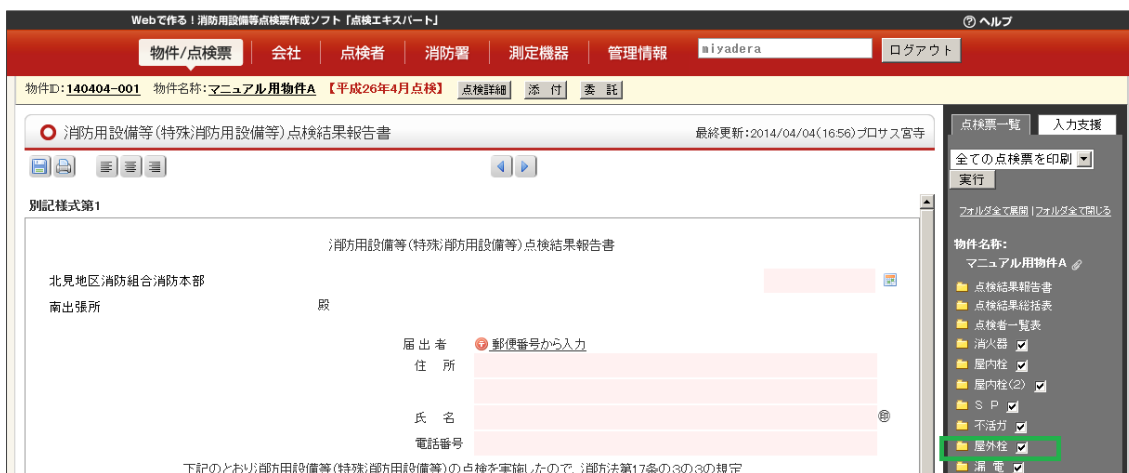 Webで作る！消防用設備等点検票作成ソフト「点検エキスパート」
ヘルプ
物件/点検票 会社 点検者 消防署 測定機器 管理情報 miyadera ログアウト
物件ID:140404-001 物件名称:マニュアル用物件A 【平成26年4月点検】 点検詳細 添 付 委 託
消防用設備等(特殊消防用設備等)点検結果報告書
最終更新:2014/04/04(16:56)プロサス宮寺
別記様式第1
消防用設備等(特殊消防用設備等)点検結果報告書
北見地区消防組合消防本部
南出張所 殿
届 出 者 郵便番号から入力
住 所
氏 名 印
電話番号
下記のとおり消防用設備等(特殊消防用設備等)の点検を実施したので、消防法第17条の3の3の規定
点検票一覧 入力支援
全ての点検票を印刷
実行
フォルダ全て展開 | フォルダ全て閉じる
物件名称:
マニュアル用物件A
点検結果報告書
点検結果総括表
点検者一覧表
消火器
屋内栓
屋内栓(2)
S P
不活ガ
屋外栓
漏 電